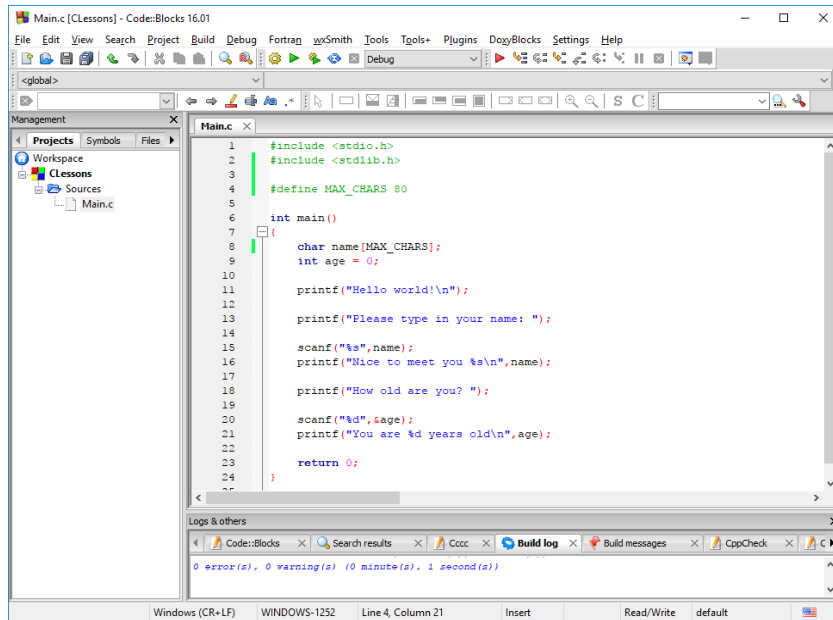 Main.c [CLessons] - Code::Blocks 16.01
File Edit View Search Project Build Debug Fortran wxSmith Tools Tools+ Plugins DoxyBlocks Settings Help
Debug
<global>
S C
Management
Projects Symbols Files
Workspace
CLessons
Sources
Main.c
Main.c
1 #include <stdio.h>
2 #include <stdlib.h>
3
4 #define MAX_CHARS 80
5
6 int main()
7 {
8 char name[MAX_CHARS];
9 int age = 0;
10
11 printf("Hello world!\n");
12
13 printf("Please type in your name: ");
14
15 scanf("%s",name);
16 printf("Nice to meet you %s\n",name);
17
18 printf("How old are you? ");
19
20 scanf("%d",&age);
21 printf("You are %d years old\n",age);
22
23 return 0;
24 }
25
Logs & others
Code::Blocks Search results Cccc Build log Build messages CppCheck
0 error(s), 0 warning(s) (0 minute(s), 1 second(s))
Windows (CR+LF) WINDOWS-1252 Line 4, Column 21 Insert Read/Write default